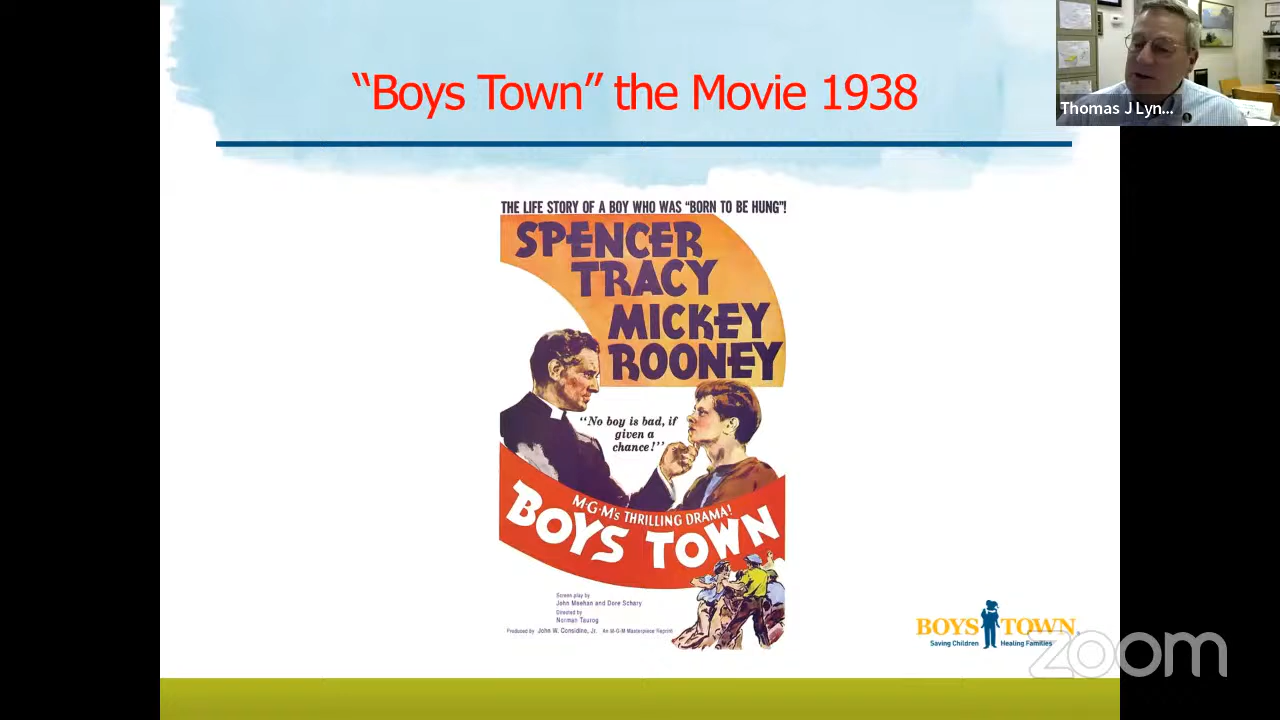 “Boys Town” the Movie 1938
Thomas J Lyn...
THE LIFE STORY OF A BOY WHO WAS "BORN TO BE HUNG"!
SPENCER
TRACY
MICKEY
ROONEY
"No boy is bad, if
given a
chance!"
M-G-M's THRILLING DRAMA!
BOYS TOWN
Screen play by
John Meehan and Dore Schary
Directed by
Norman Taurog
Produced by John W. Considine, Jr. An M-G-M Masterpiece Reprint
BOYS TOWN
Saving Children Healing Families
zoom